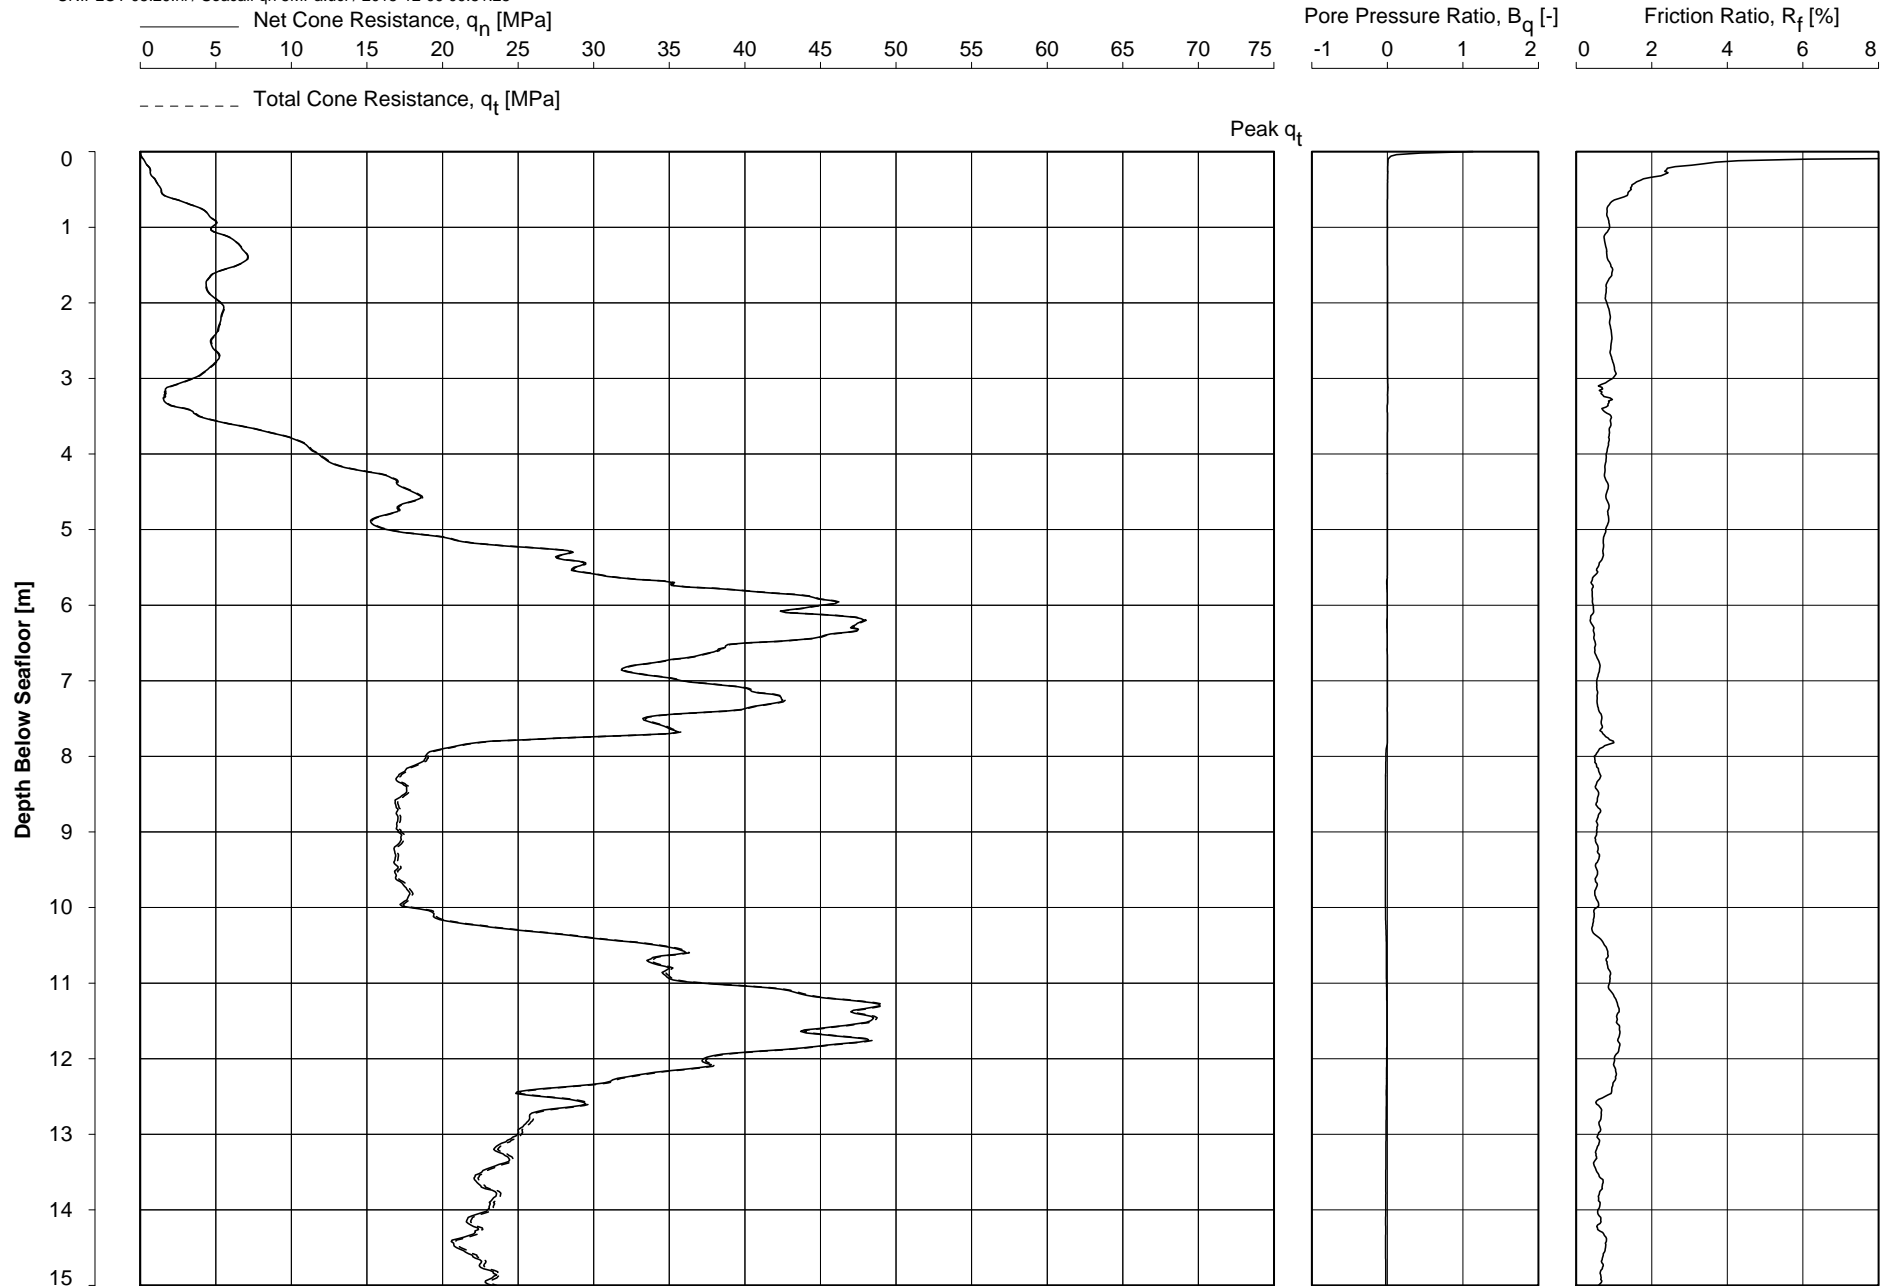 Net Cone Resistance, qn [MPa]
Pore Pressure Ratio, Bq [-]
Friction Ratio, Rf [%]
0 5 10 15 20 25 30 35 40 45 50 55 60 65 70 75
-1 0 1 2
0 2 4 6 8
Total Cone Resistance, qt [MPa]
Peak qt
Depth Below Seafloor [m]
0
1
2
3
4
5
6
7
8
9
10
11
12
13
14
15